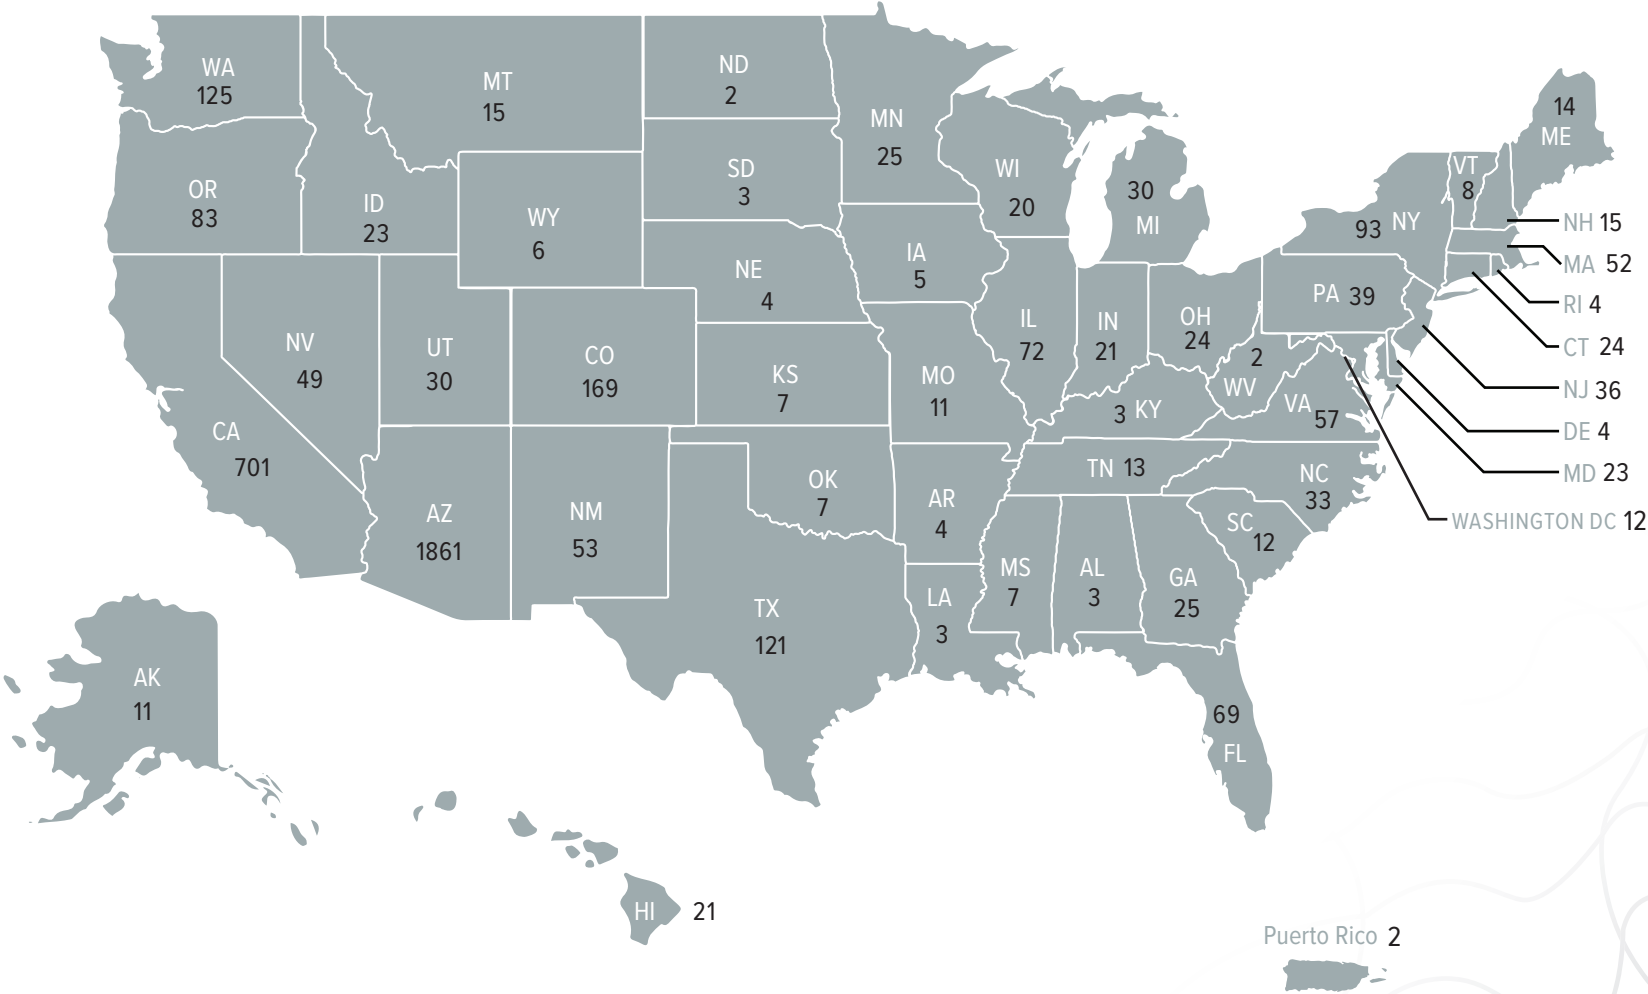 WA
125
MT
15
ND
2
MN
25
OR
83
ID
23
WY
6
SD
3
WI
20
30
MI
14
ME
VT
8
93 NY
NH 15
MA 52
RI 4
CT 24
NJ 36
DE 4
MD 23
WASHINGTON DC 12
NE
4
IA
5
PA 39
NV
49
UT
30
CO
169
KS
7
MO
11
IL
72
IN
21
OH
24
2
WV
VA 57
3 KY
CA
701
AZ
1861
NM
53
OK
7
AR
4
TN 13
NC
33
SC
12
TX
121
LA
3
MS
7
AL
3
GA
25
69
FL
AK
11
HI 21
Puerto Rico 2